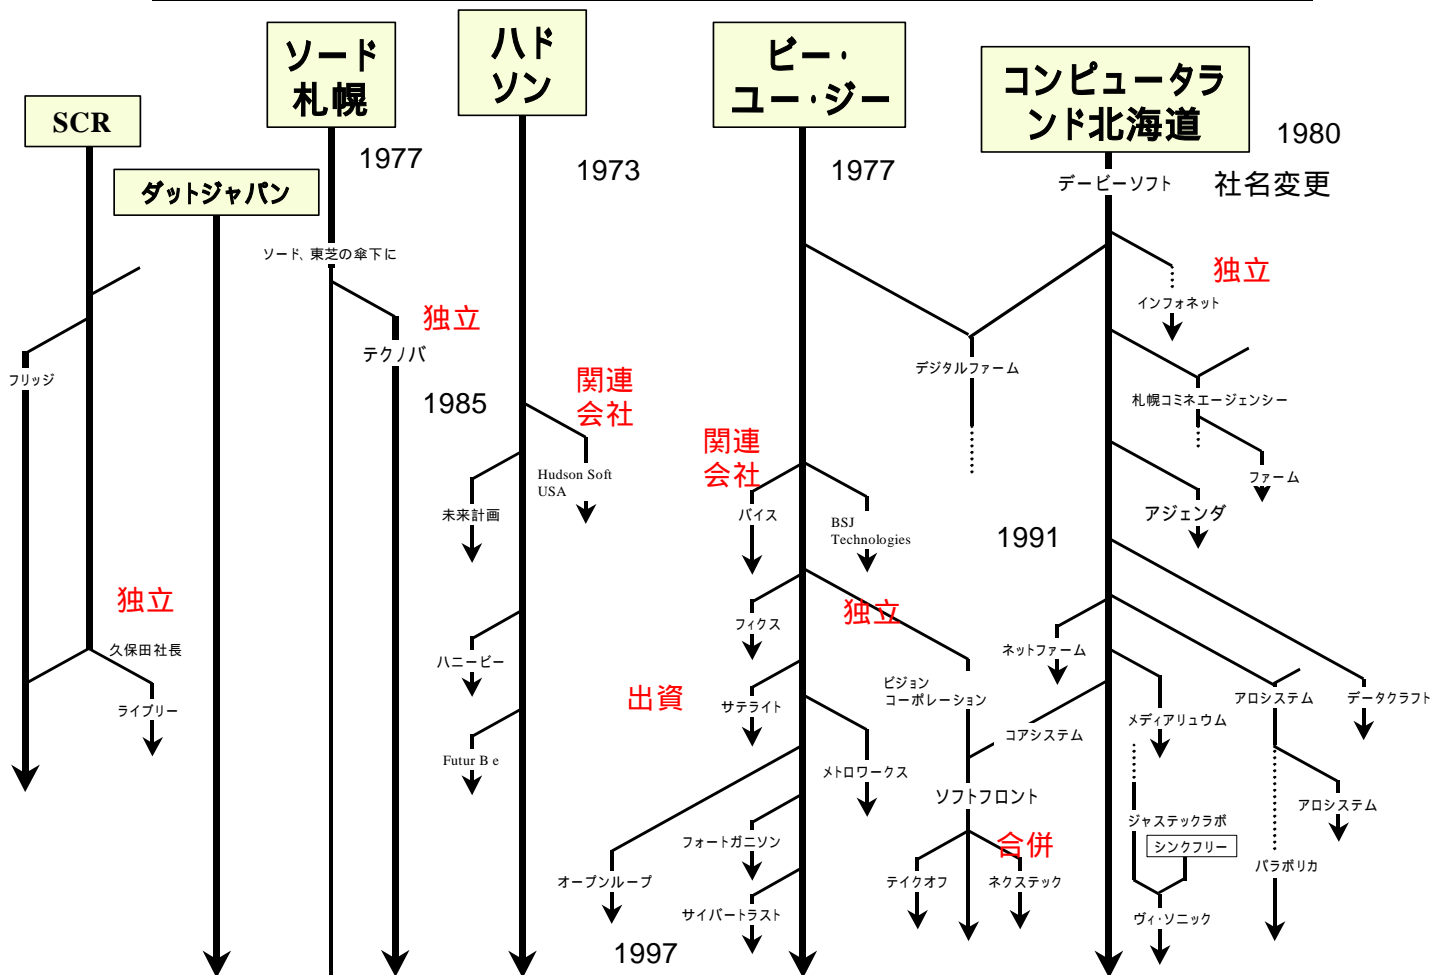 SCR
ダットジャパン
ソード
札幌
1977
ハド
ソン
1973
ビー・
ユー・ジー
1977
コンピュータラ
ンド北海道
1980
デービーソフト
社名変更
ソード、東芝の傘下に
独立
テクノバ
フリッジ
1985
関連
会社
Hudson Soft
USA
未来計画
独立
久保田社長
ライブリー
ハニービー
Futur B e
デジタルファーム
関連
会社
バイス
BSJ
Technologies
フィクス
独立
出資
サテライト
ビジョン
コーポレーション
メトロワークス
フォートガニソン
オープンループ
サイバートラスト
1997
独立
インフォネット
札幌コミネエージェンシー
ファーム
アジェンダ
1991
ネットファーム
コアシステム
メディアリュウム
アロシステム
データクラフト
ソフトフロント
合併
テイクオフ
ネクステック
ジャステックラボ
シンクフリー
ヴィ・ソニック
アロシステム
パラボリカ